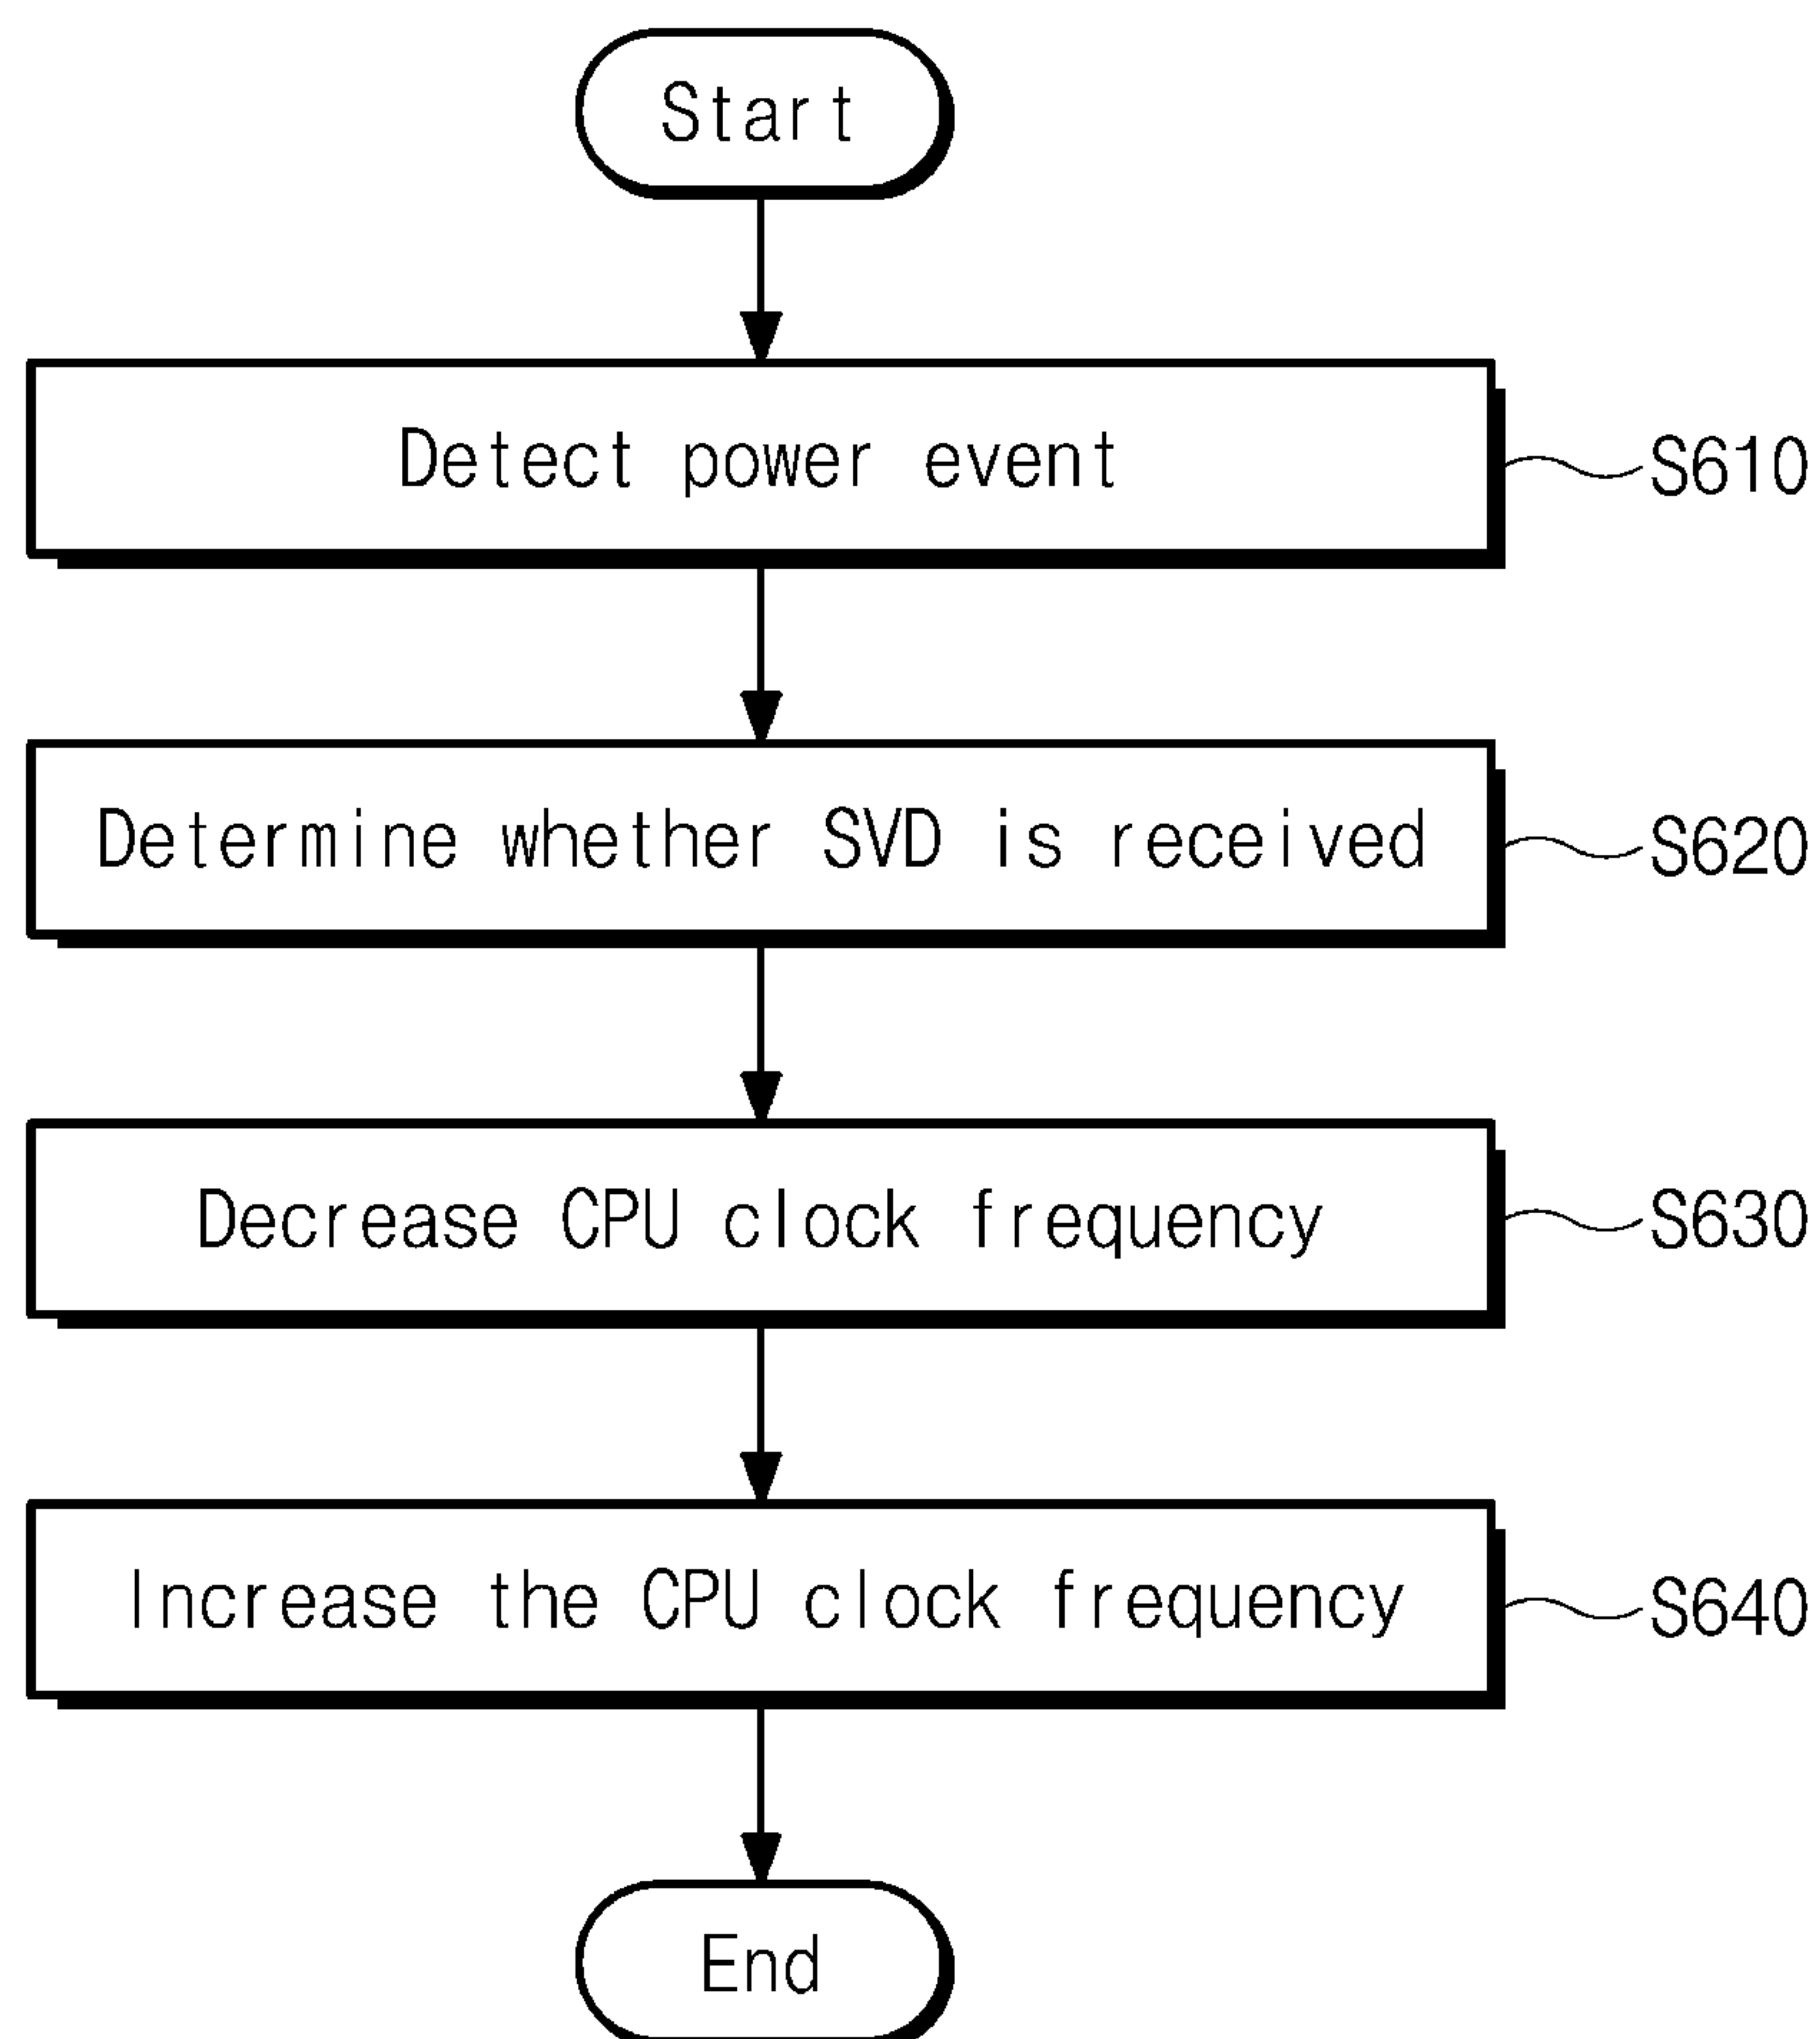 Start
Detect power event
S610
Determine whether SVD is received
S620
Decrease CPU clock frequency
S630
Increase the CPU clock frequency
S640
End